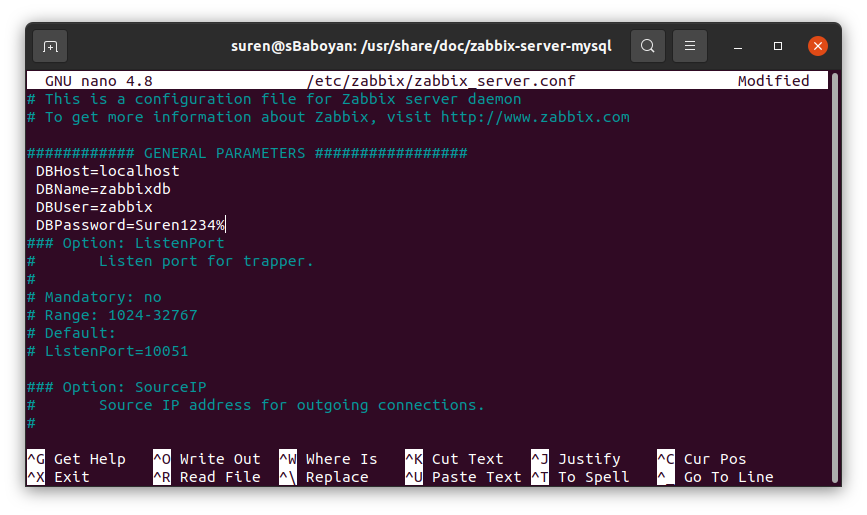 suren@sBaboyan: /usr/share/doc/zabbix-server-mysql
GNU nano 4.8 /etc/zabbix/zabbix_server.conf Modified
# This is a configuration file for Zabbix server daemon
# To get more information about Zabbix, visit http://www.zabbix.com
############ GENERAL PARAMETERS #################
DBHost=localhost
DBName=zabbixdb
DBUser=zabbix
DBPassword=Suren1234%
### Option: ListenPort
#       Listen port for trapper.
#
# Mandatory: no
# Range: 1024-32767
# Default:
# ListenPort=10051
### Option: SourceIP
#       Source IP address for outgoing connections.
#
^G Get Help ^O Write Out ^W Where Is ^K Cut Text ^J Justify ^C Cur Pos
^X Exit ^R Read File ^\ Replace ^U Paste Text ^T To Spell ^_ Go To Line